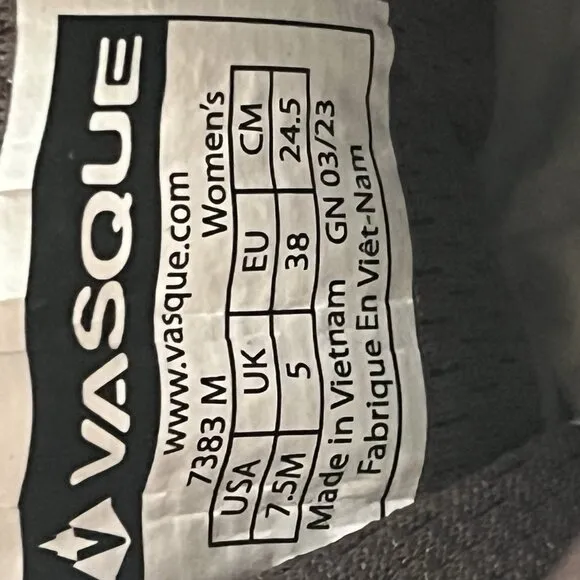 VASQUE
www.vasque.com
7383 M Women's
USA UK EU CM
7.5M 5 38 24.5
Made in Vietnam GN 03/23
Fabrique En Viêt-Nam